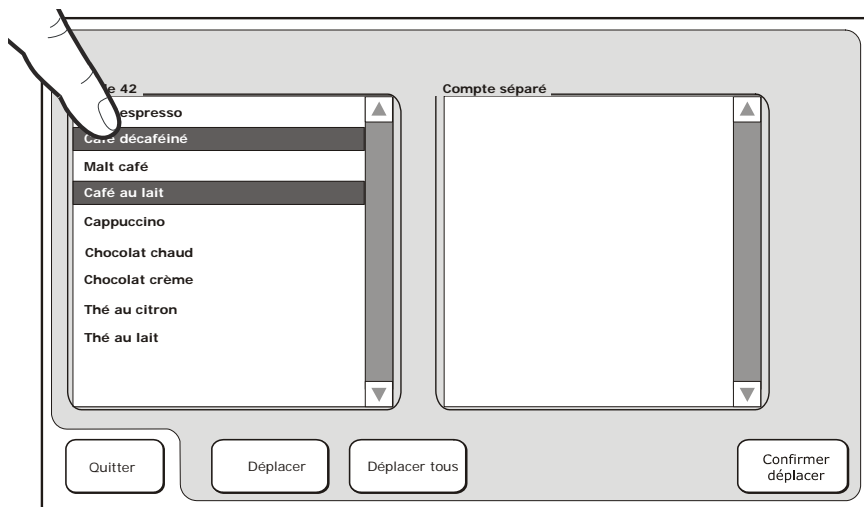 e 42
espresso
Café décaféiné
Malt café
Café au lait
Cappuccino
Chocolat chaud
Chocolat crème
Thé au citron
Thé au lait
Compte séparé
Quitter
Déplacer
Déplacer tous
Confirmer
déplacer